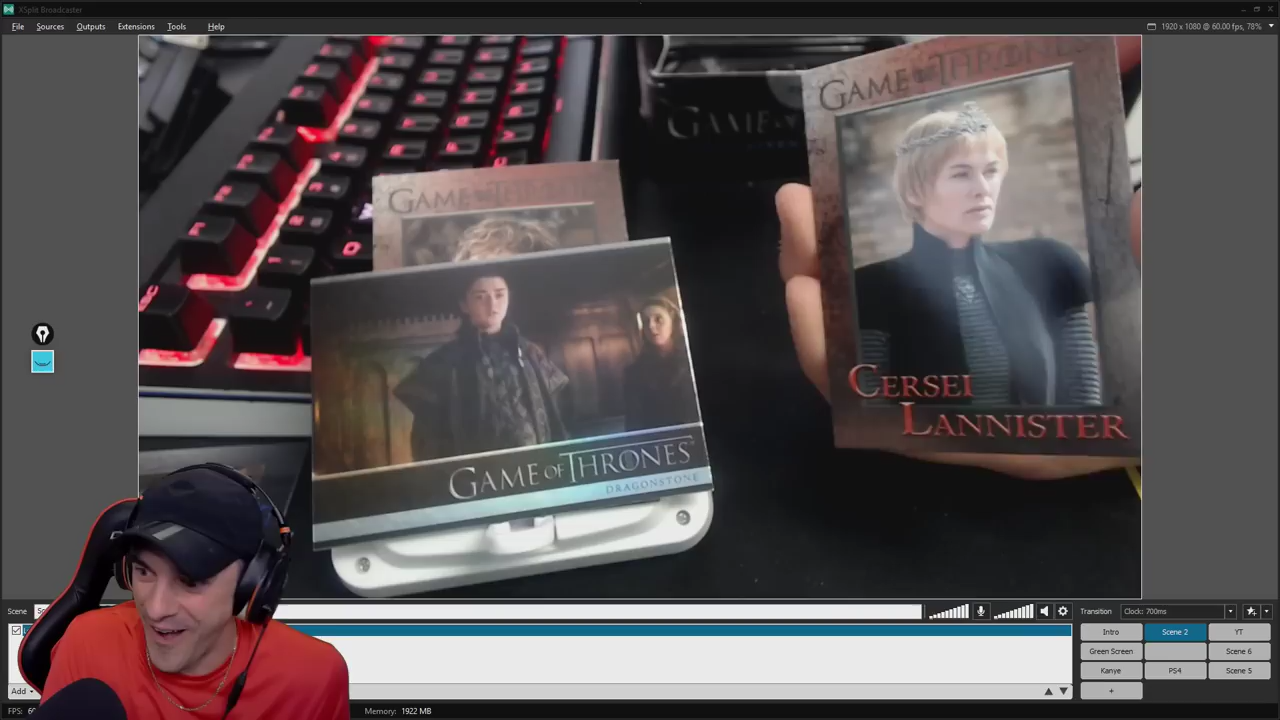 XSplit Broadcaster
File Sources Outputs Extensions Tools Help
1920 x 1080 @ 60.00 fps, 78%
GAME OF THRONES
GAME OF THRONES
GAME OF
CERSEI
LANNISTER
GAME OF THRONES
DRAGONSTONE
Scene
Transition Clock: 700ms
Intro Scene 2 YT
Green Screen Scene 6
Kanye PS4 Scene 5
+
Add
FPS:
Memory: 1922 MB